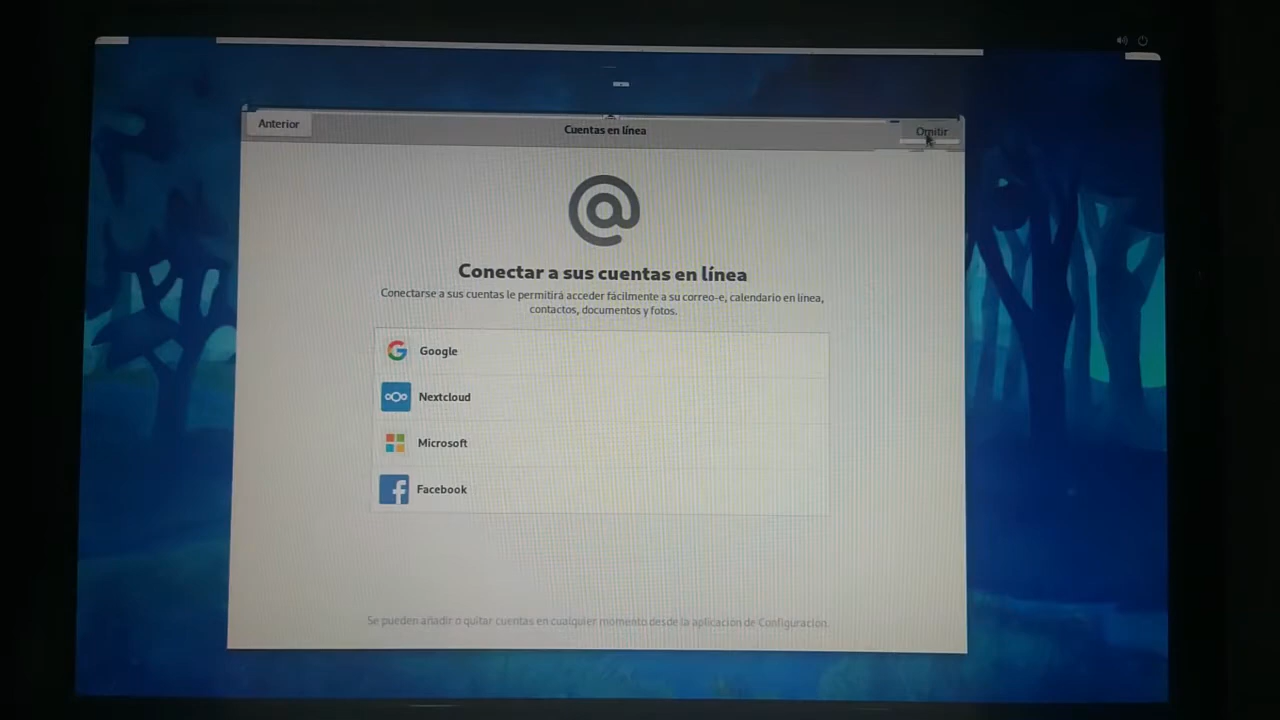 Anterior
Cuentas en línea
Omitir
Conectar a sus cuentas en línea
Conectarse a sus cuentas le permitirá acceder fácilmente a su correo-e, calendario en línea,
contactos, documentos y fotos.
Google
Nextcloud
Microsoft
Facebook
Se pueden añadir o quitar cuentas en cualquier momento desde la aplicación de Configuración.